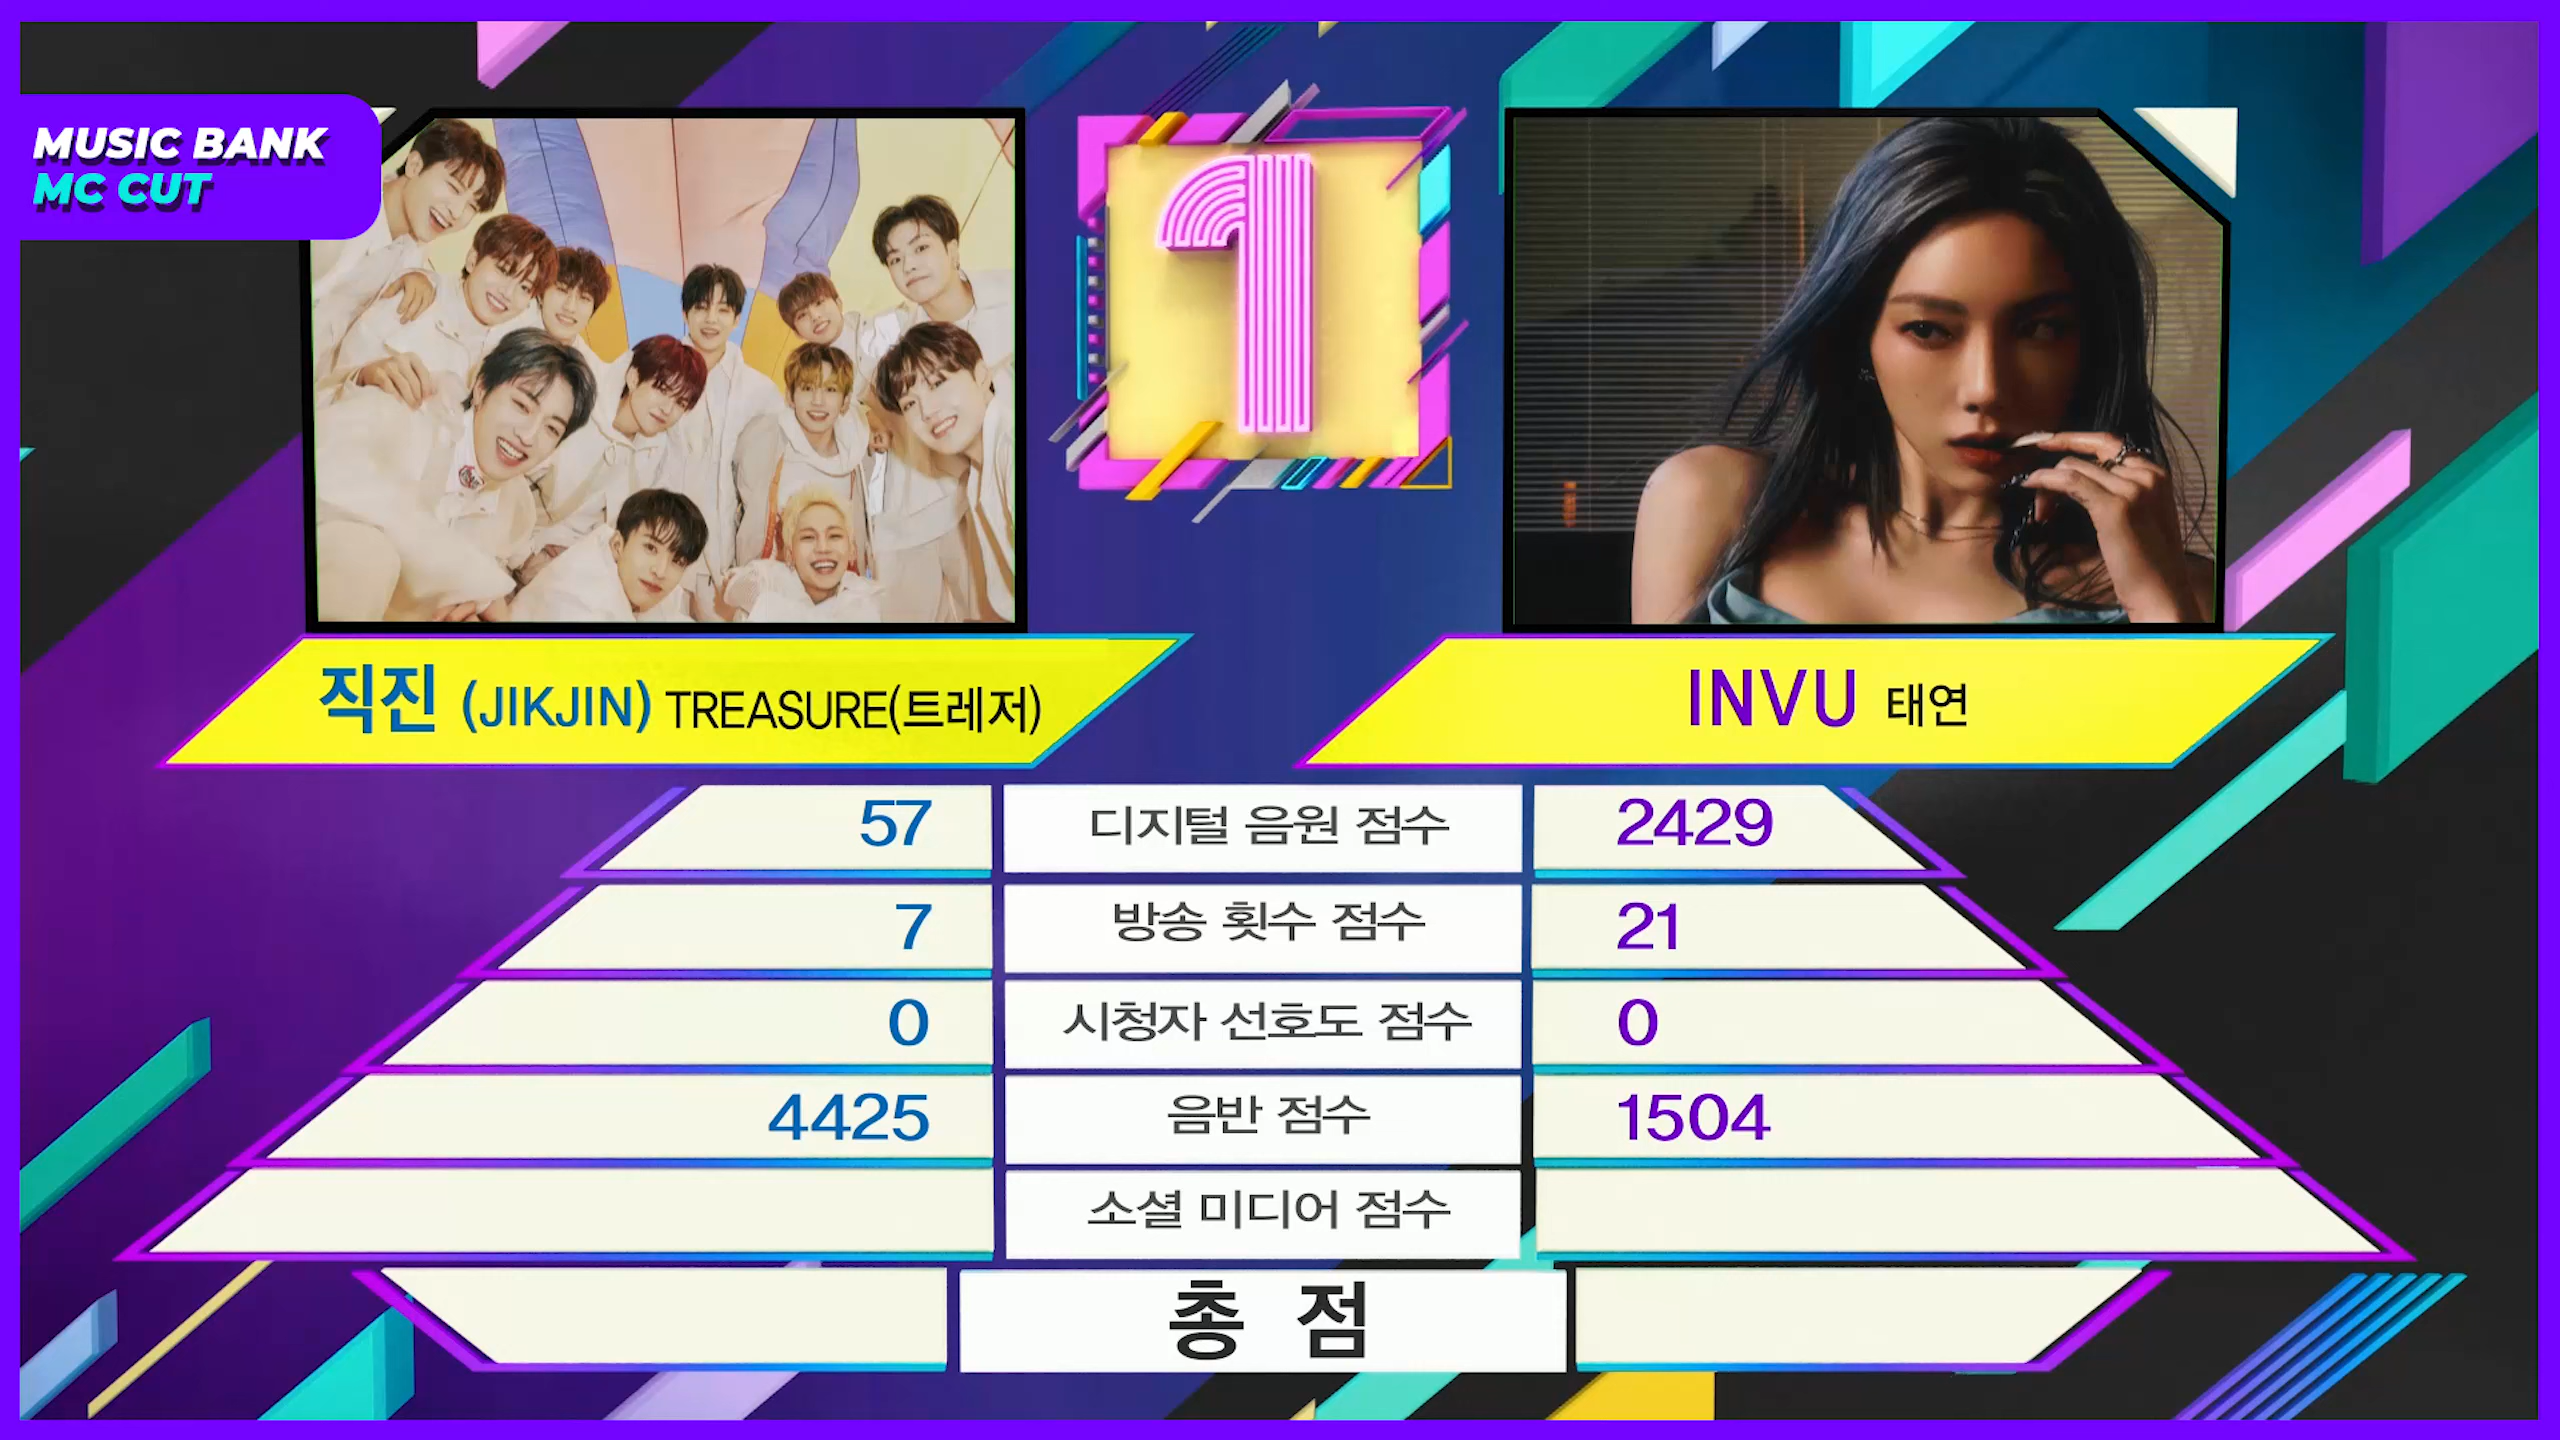 MUSIC BANK
MC CUT
1
직진 (JIKJIN) TREASURE(트레저)
INVU 태연
57 디지털 음원 점수 2429
7 방송 횟수 점수 21
0 시청자 선호도 점수 0
4425 음반 점수 1504
소셜 미디어 점수
총 점